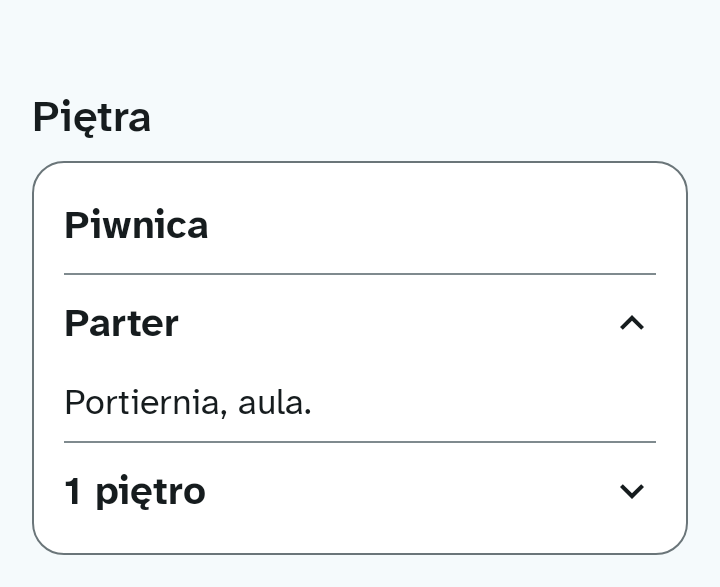 Piętra
Piwnica
Parter
Portiernia, aula.
1 piętro